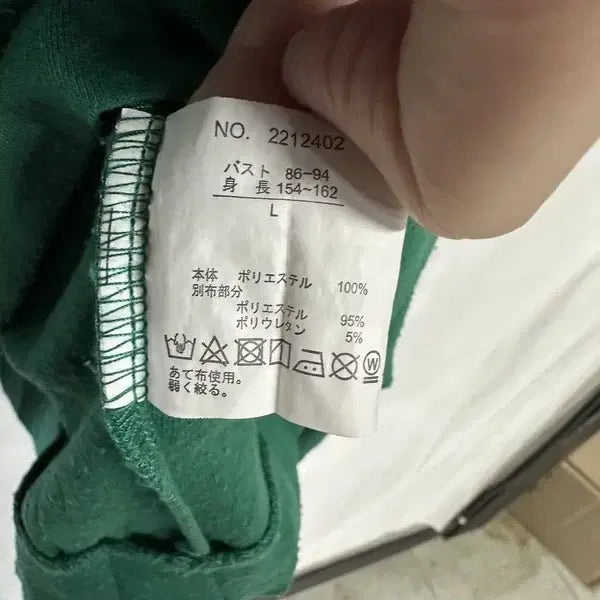 NO. 2212402
バスト 86~94
身 長 154~162
L
本体 ポリエステル 100%
別布部分
ポリエステル 95%
ポリウレタン 5%
W
あて布使用。
弱く絞る。